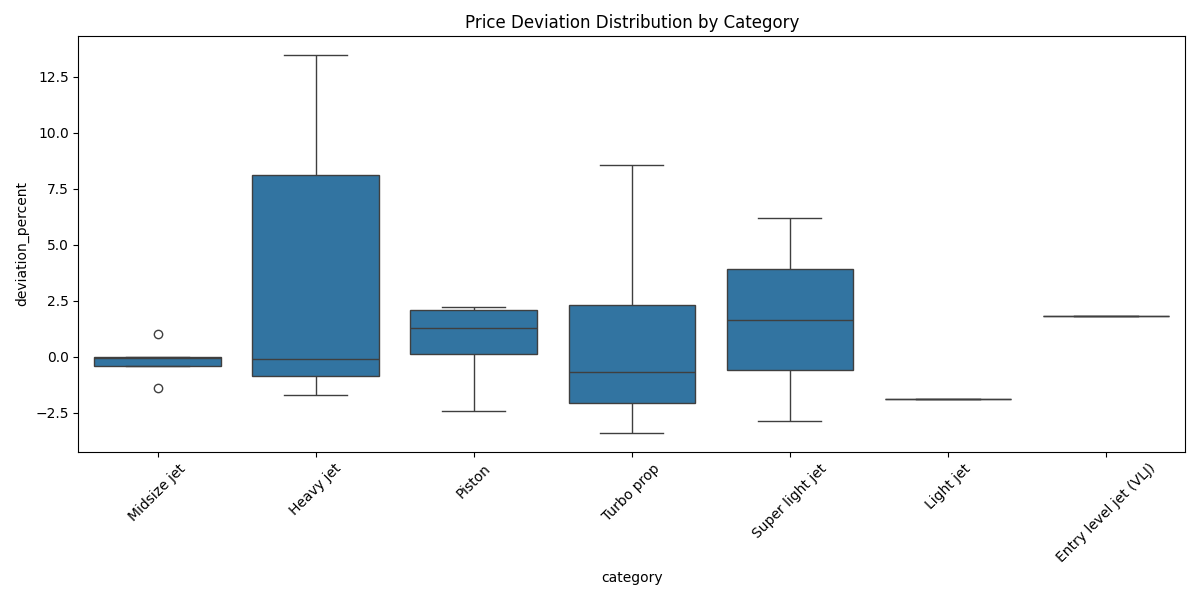 Price Deviation Distribution by Category
deviation_percent
12.5
10.0
7.5
5.0
2.5
0.0
−2.5
Midsize jet
Heavy jet
Piston
Turbo prop
Super light jet
Light jet
Entry level jet (VLJ)
category